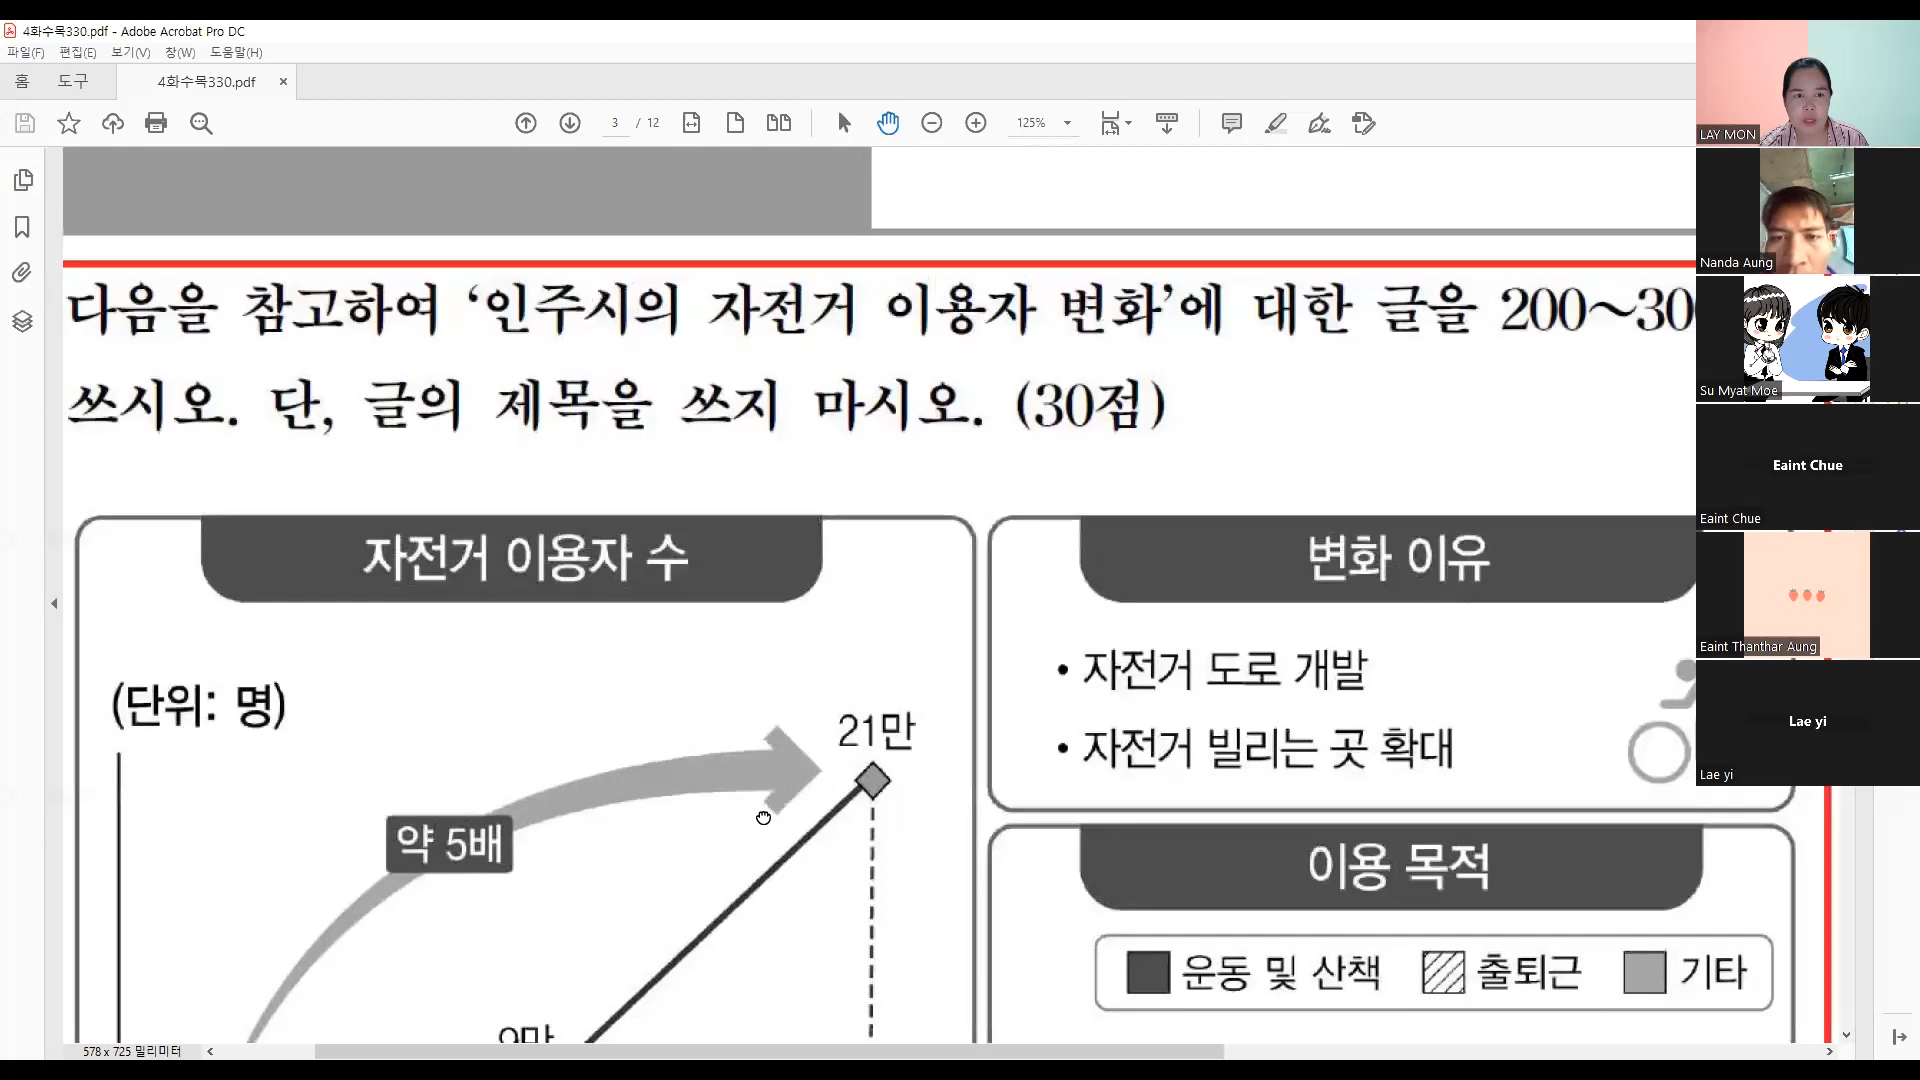 4화수목330.pdf - Adobe Acrobat Pro DC
파일(F) 편집(E) 보기(V) 창(W) 도움말(H)
홈 도구 4화수목330.pdf ×
3 / 12 125%
다음을 참고하여 ‘인주시의 자전거 이용자 변화’에 대한 글을 200~30
쓰시오. 단, 글의 제목을 쓰지 마시오. (30점)
자전거 이용자 수
(단위: 명)
21만
약 5배
9만
변화 이유
• 자전거 도로 개발
• 자전거 빌리는 곳 확대
이용 목적
운동 및 산책 출퇴근 기타
578 x 725 밀리미터
LAY MON
Nanda Aung
Su Myat Moe
Eaint Chue
Eaint Chue
Eaint Thanthar Aung
Lae yi
Lae yi